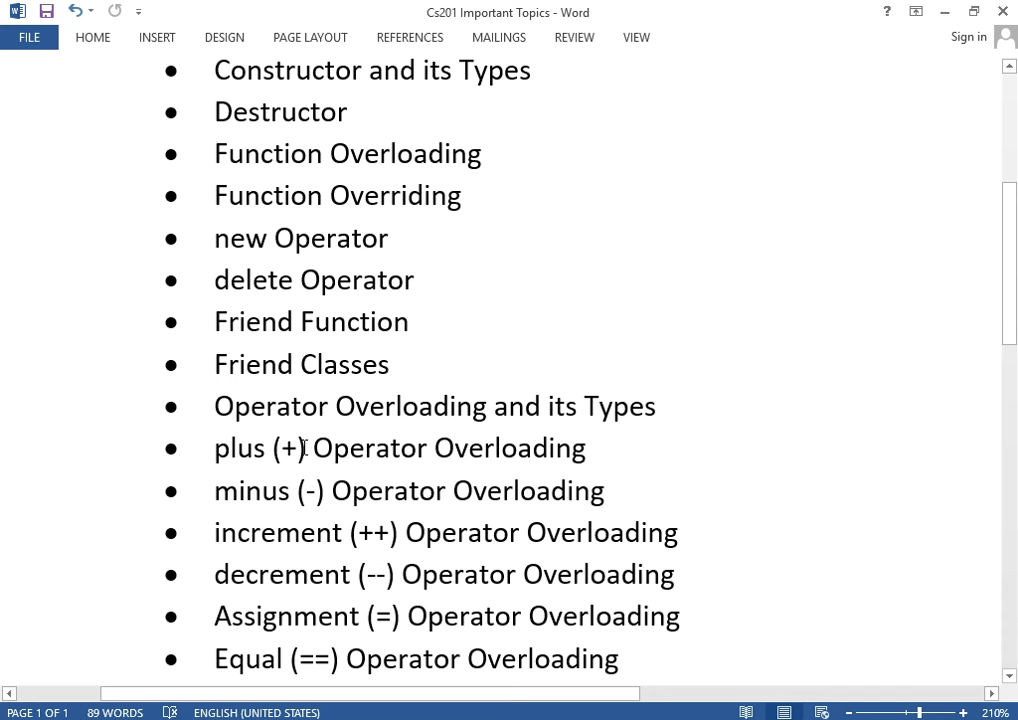 Cs201 Important Topics - Word
?
FILE HOME INSERT DESIGN PAGE LAYOUT REFERENCES MAILINGS REVIEW VIEW Sign in
• Constructor and its Types
• Destructor
• Function Overloading
• Function Overriding
• new Operator
• delete Operator
• Friend Function
• Friend Classes
• Operator Overloading and its Types
• plus (+) Operator Overloading
• minus (-) Operator Overloading
• increment (++) Operator Overloading
• decrement (--) Operator Overloading
• Assignment (=) Operator Overloading
• Equal (==) Operator Overloading
PAGE 1 OF 1 89 WORDS ENGLISH (UNITED STATES) 210%